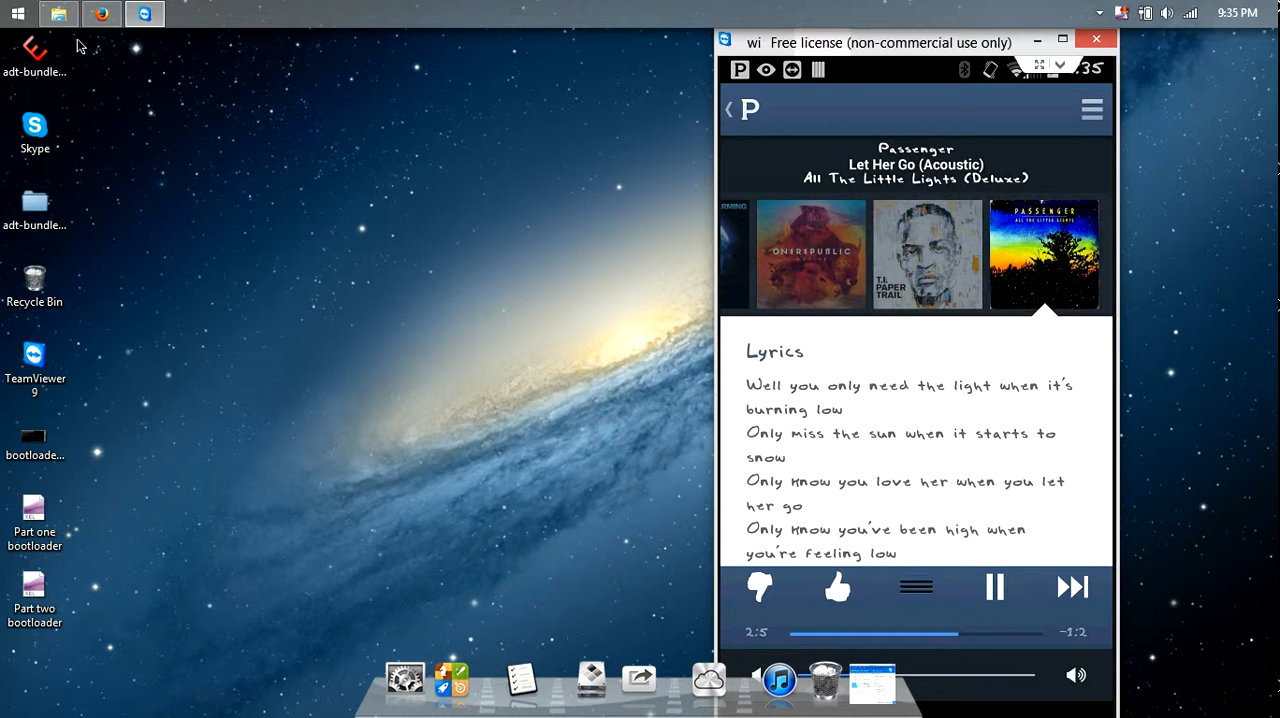 9:35 PM
adt-bundle...
Skype
adt-bundle...
Recycle Bin
TeamViewer
9
bootloade...
Part one
bootloader
Part two
bootloader
wi Free license (non-commercial use only)
P
:35
P
Passenger
Let Her Go (Acoustic)
All The Little Lights (Deluxe)
RMING
ONEREPUBLIC
T.I.
PAPER
TRAIL
PASSENGER
ALL THE LITTLE LIGHTS
Lyrics
Well you only need the light when it's
burning low
Only miss the sun when it starts to
snow
Only know you love her when you let
her go
Only know you've been high when
you're feeling low
2:5
-1:2